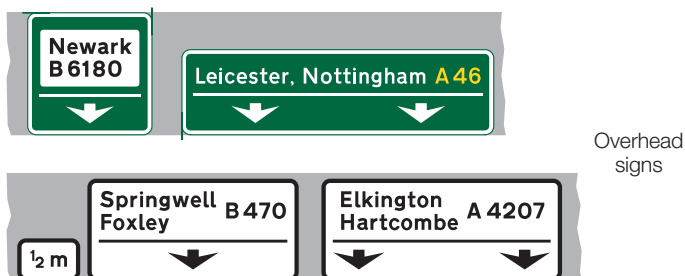 Newark
B 6180
Leicester, Nottingham A 46
Overhead
signs
Springwell
Foxley
B 470
Elkington
Hartcombe
A 4207
½ m